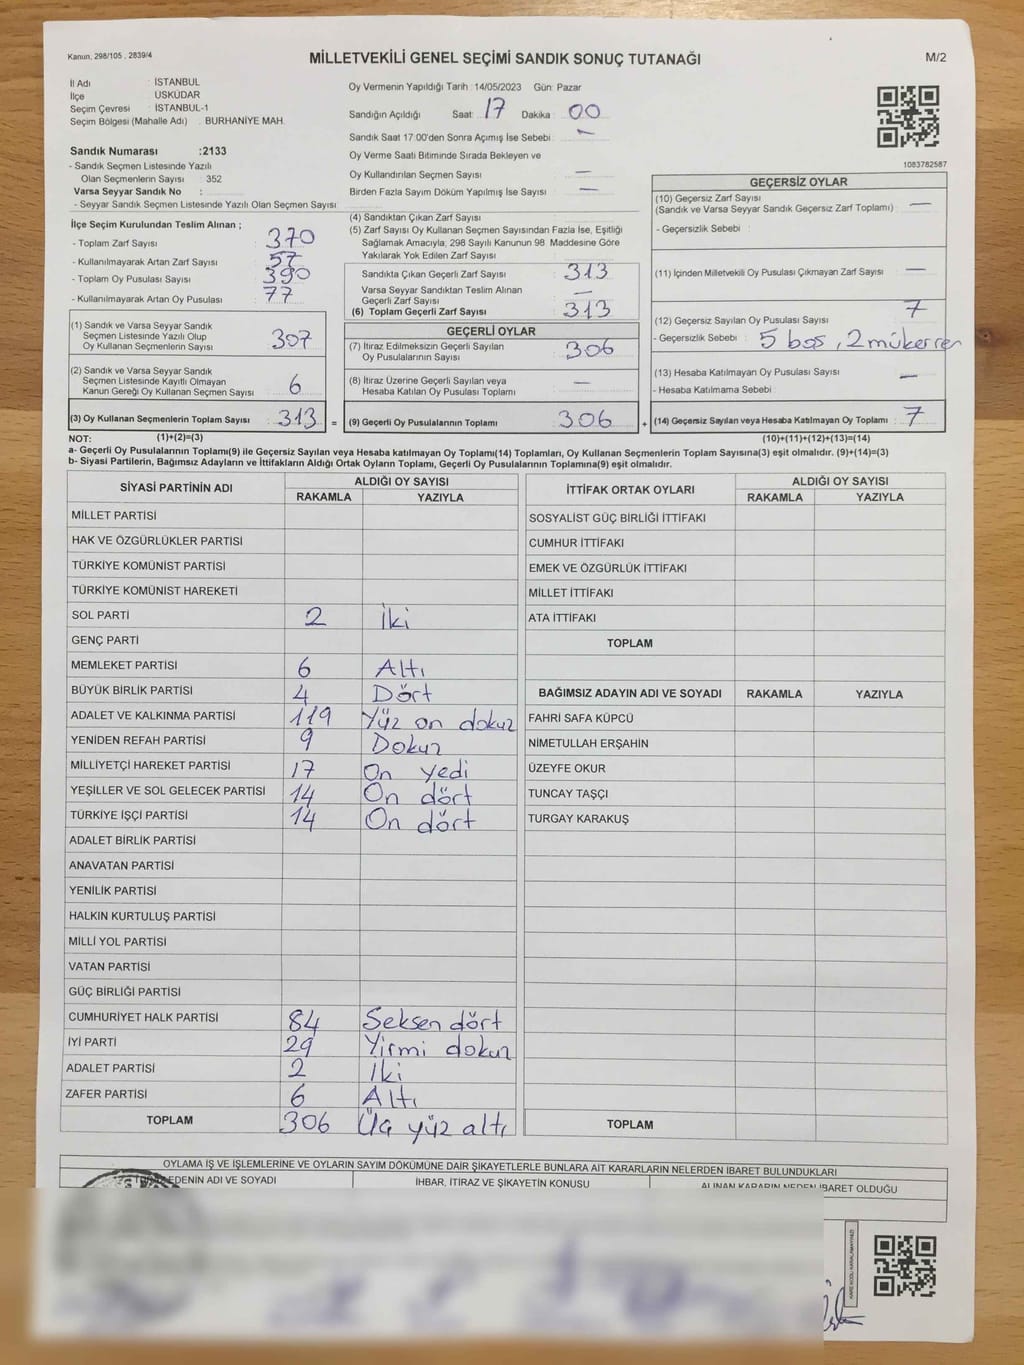 Kanun, 298/105 , 2839/4
MİLLETVEKİLİ GENEL SEÇİMİ SANDIK SONUÇ TUTANAĞI
M/2
İl Adı : İSTANBUL
İlçe : ÜSKÜDAR
Seçim Çevresi : İSTANBUL-1
Seçim Bölgesi (Mahalle Adı) : BURHANİYE MAH.
Sandık Numarası :2133
- Sandık Seçmen Listesinde Yazılı
Olan Seçmenlerin Sayısı : 352
Varsa Seyyar Sandık No :
- Seyyar Sandık Seçmen Listesinde Yazılı Olan Seçmen Sayısı :
İlçe Seçim Kurulundan Teslim Alınan ;
- Toplam Zarf Sayısı : 370
- Kullanılmayarak Artan Zarf Sayısı : 57
- Toplam Oy Pusulası Sayısı : 390
- Kullanılmayarak Artan Oy Pusulası : 77
(1) Sandık ve Varsa Seyyar Sandık
Seçmen Listesinde Yazılı Olup
Oy Kullanan Seçmenlerin Sayısı : 307
(2) Sandık ve Varsa Seyyar Sandık
Seçmen Listesinde Kayıtlı Olmayan
Kanun Gereği Oy Kullanan Seçmen Sayısı : 6
(3) Oy Kullanan Seçmenlerin Toplam Sayısı : 313 =
Oy Vermenin Yapıldığı Tarih : 14/05/2023 Gün: Pazar
Sandığın Açıldığı Saat: 17 Dakika : 00
Sandık Saat 17.00'den Sonra Açımış İse Sebebi : —
Oy Verme Saati Bitiminde Sırada Bekleyen ve
Oy Kullandırılan Seçmen Sayısı : —
Birden Fazla Sayım Döküm Yapılmış İse Sayısı : —
(4) Sandıktan Çıkan Zarf Sayısı :
(5) Zarf Sayısı Oy Kullanan Seçmen Sayısından Fazla İse, Eşitliği
Sağlamak Amacıyla, 298 Sayılı Kanunun 98. Maddesine Göre
Yakılarak Yok Edilen Zarf Sayısı :
Sandıkta Çıkan Geçerli Zarf Sayısı : 313
Varsa Seyyar Sandıktan Teslim Alınan
Geçerli Zarf Sayısı : —
(6) Toplam Geçerli Zarf Sayısı : 313
GEÇERLİ OYLAR
(7) İtiraz Edilmeksizin Geçerli Sayılan
Oy Pusulalarının Sayısı : 306
(8) İtiraz Üzerine Geçerli Sayılan veya
Hesaba Katılan Oy Pusulası Toplamı : —
(9) Geçerli Oy Pusulalarının Toplamı : 306 +
1083782587
GEÇERSİZ OYLAR
(10) Geçersiz Zarf Sayısı
(Sandık ve Varsa Seyyar Sandık Geçersiz Zarf Toplamı) : —
- Geçersizlik Sebebi :
(11) İçinden Milletvekili Oy Pusulası Çıkmayan Zarf Sayısı : —
(12) Geçersiz Sayılan Oy Pusulası Sayısı : 7
- Geçersizlik Sebebi : 5 boş, 2 mükerrer
(13) Hesaba Katılmayan Oy Pusulası Sayısı : —
- Hesaba Katılmama Sebebi :
(14) Geçersiz Sayılan veya Hesaba Katılmayan Oy Toplamı : 7
NOT: (1)+(2)=(3) (10)+(11)+(12)+(13)=(14)
a- Geçerli Oy Pusulalarının Toplamı(9) ile Geçersiz Sayılan veya Hesaba katılmayan Oy Toplamı(14) Toplamları, Oy Kullanan Seçmenlerin Toplam Sayısına(3) eşit olmalıdır. (9)+(14)=(3)
b- Siyasi Partilerin, Bağımsız Adayların ve İttifakların Aldığı Ortak Oyların Toplamı, Geçerli Oy Pusulalarının Toplamına(9) eşit olmalıdır.
SİYASİ PARTİNİN ADI ALDIĞI OY SAYISI
RAKAMLA YAZIYLA
MİLLET PARTİSİ
HAK VE ÖZGÜRLÜKLER PARTİSİ
TÜRKİYE KOMÜNİST PARTİSİ
TÜRKİYE KOMÜNİST HAREKETİ
SOL PARTİ 2 İki
GENÇ PARTİ
MEMLEKET PARTİSİ 6 Altı
BÜYÜK BİRLİK PARTİSİ 4 Dört
ADALET VE KALKINMA PARTİSİ 119 Yüz on dokuz
YENİDEN REFAH PARTİSİ 9 Dokuz
MİLLİYETÇİ HAREKET PARTİSİ 17 On yedi
YEŞİLLER VE SOL GELECEK PARTİSİ 14 On dört
TÜRKİYE İŞÇİ PARTİSİ 14 On dört
ADALET BİRLİK PARTİSİ
ANAVATAN PARTİSİ
YENİLİK PARTİSİ
HALKIN KURTULUŞ PARTİSİ
MİLLİ YOL PARTİSİ
VATAN PARTİSİ
GÜÇ BİRLİĞİ PARTİSİ
CUMHURİYET HALK PARTİSİ 84 Seksen dört
İYİ PARTİ 29 Yirmi dokuz
ADALET PARTİSİ 2 İki
ZAFER PARTİSİ 6 Altı
TOPLAM 306 Üç yüz altı
İTTİFAK ORTAK OYLARI ALDIĞI OY SAYISI
RAKAMLA YAZIYLA
SOSYALİST GÜÇ BİRLİĞİ İTTİFAKI
CUMHUR İTTİFAKI
EMEK VE ÖZGÜRLÜK İTTİFAKI
MİLLET İTTİFAKI
ATA İTTİFAKI
TOPLAM
BAĞIMSIZ ADAYIN ADI VE SOYADI RAKAMLA YAZIYLA
FAHRİ SAFA KÜPCÜ
NİMETULLAH ERŞAHİN
ÜZEYFE OKUR
TUNCAY TAŞÇI
TURGAY KARAKUŞ
TOPLAM
OYLAMA İŞ VE İŞLEMLERİNE VE OYLARIN SAYIM DÖKÜMÜNE DAİR ŞİKAYETLERLE BUNLARA AİT KARARLARIN NELERDEN İBARET BULUNDUKLARI
EDENİN ADI VE SOYADI İHBAR, İTİRAZ VE ŞİKAYETİN KONUSU ALINAN KARARIN NEDEN İBARET OLDUĞU